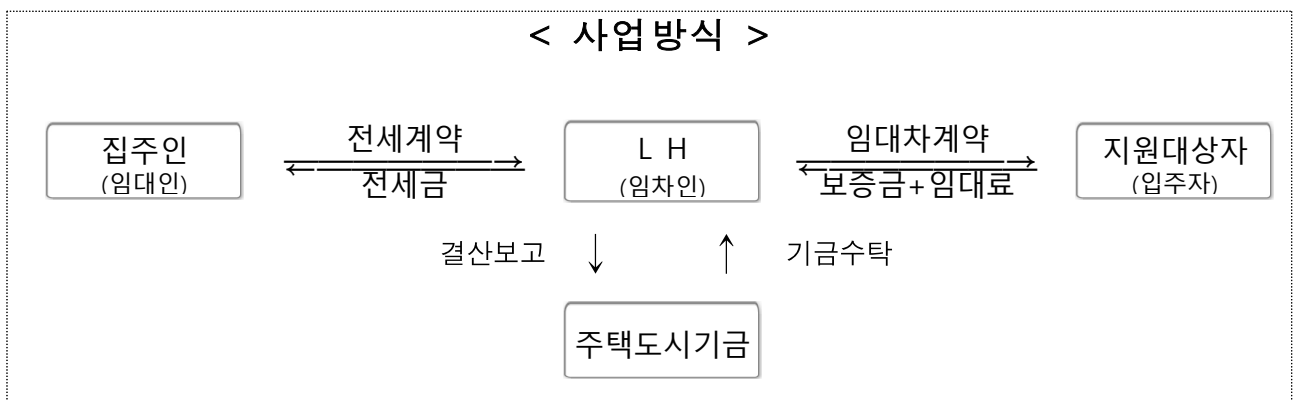 < 사업방식 >
집주인
(임대인)
전세계약
전세금
L H
(임차인)
임대차계약
보증금+임대료
지원대상자
(입주자)
결산보고
기금수탁
주택도시기금